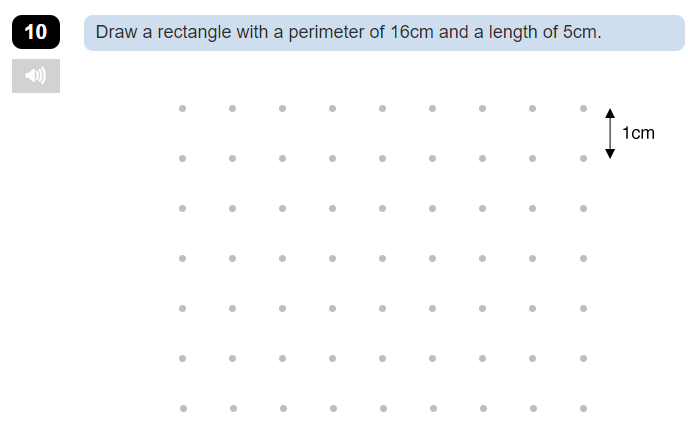 10
Draw a rectangle with a perimeter of 16cm and a length of 5cm.
1cm